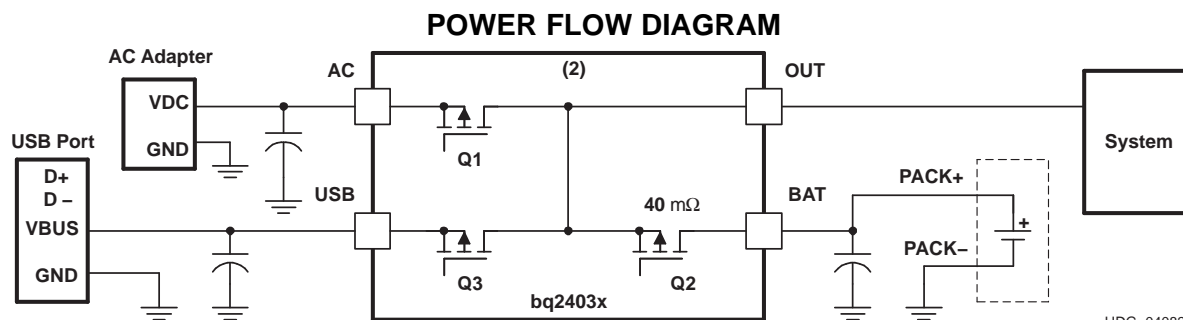 POWER FLOW DIAGRAM
AC Adapter
VDC
GND
USB Port
D+
D –
VBUS
GND
AC
(2)
OUT
Q1
USB
40 mΩ
BAT
Q3
Q2
bq2403x
PACK+
+
PACK–
System